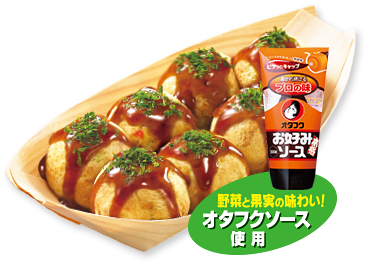 ピタッとキャップ
プロの味
オタフク
お好み
ソース
野菜と果実の味わい!
オタフクソース
使用